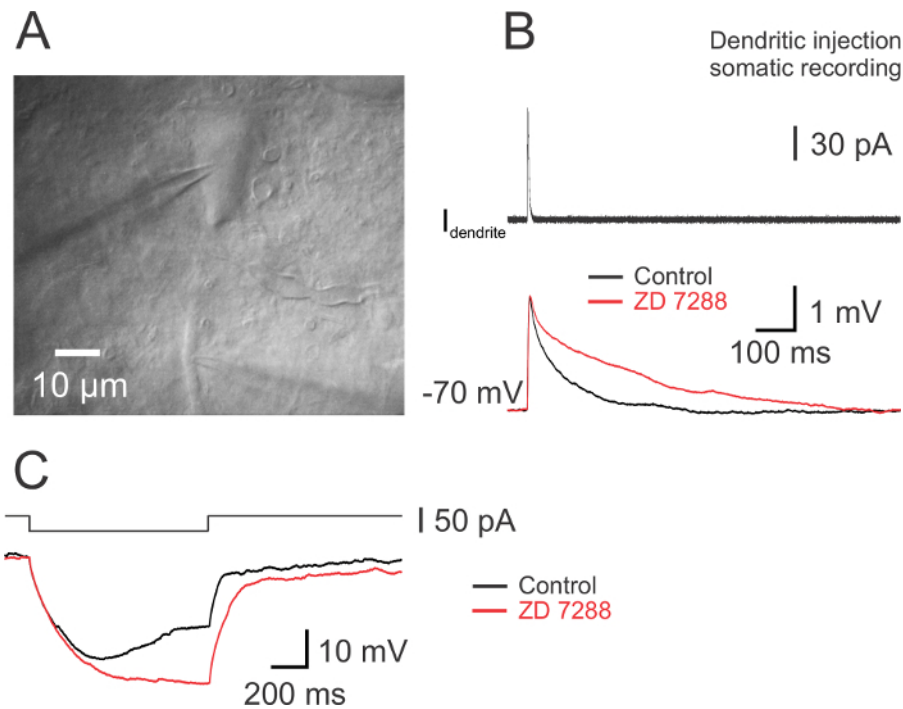 A
10 µm
B
Dendritic injection
somatic recording
30 pA
Idendrite
Control
ZD 7288
1 mV
100 ms
-70 mV
C
50 pA
Control
ZD 7288
10 mV
200 ms